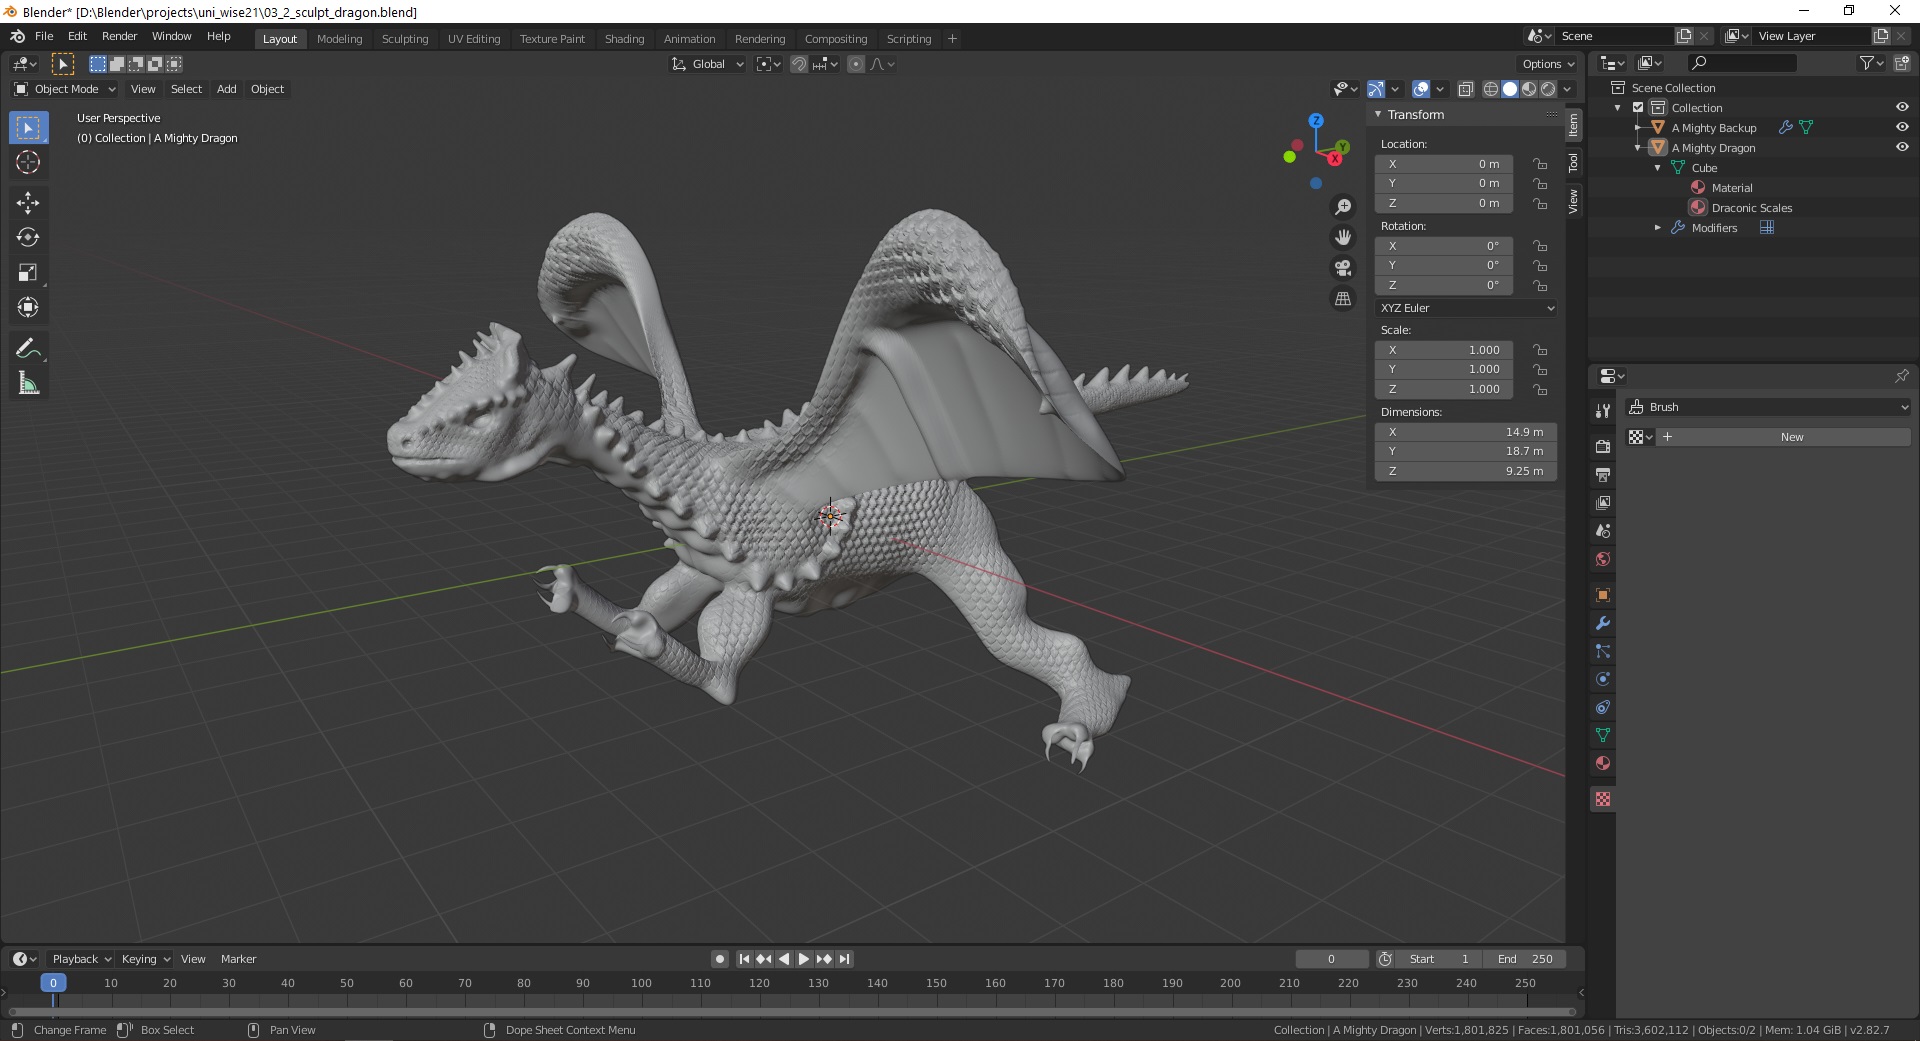 Blender* [D:\Blender\projects\uni_wise21\03_2_sculpt_dragon.blend]
File Edit Render Window Help Layout Modeling Sculpting UV Editing Texture Paint Shading Animation Rendering Compositing Scripting + Scene View Layer
Global Options
Object Mode View Select Add Object
User Perspective
(0) Collection | A Mighty Dragon
Z
Y
X
Transform
Location:
X 0 m
Y 0 m
Z 0 m
Rotation:
X 0°
Y 0°
Z 0°
XYZ Euler
Scale:
X 1.000
Y 1.000
Z 1.000
Dimensions:
X 14.9 m
Y 18.7 m
Z 9.25 m
Item
Tool
View
Scene Collection
Collection
A Mighty Backup
A Mighty Dragon
Cube
Material
Draconic Scales
Modifiers
Brush
+ New
Playback Keying View Marker 0 Start 1 End 250
0 10 20 30 40 50 60 70 80 90 100 110 120 130 140 150 160 170 180 190 200 210 220 230 240 250
Change Frame Box Select Pan View Dope Sheet Context Menu Collection | A Mighty Dragon | Verts:1,801,825 | Faces:1,801,056 | Tris:3,602,112 | Objects:0/2 | Mem: 1.04 GiB | v2.82.7